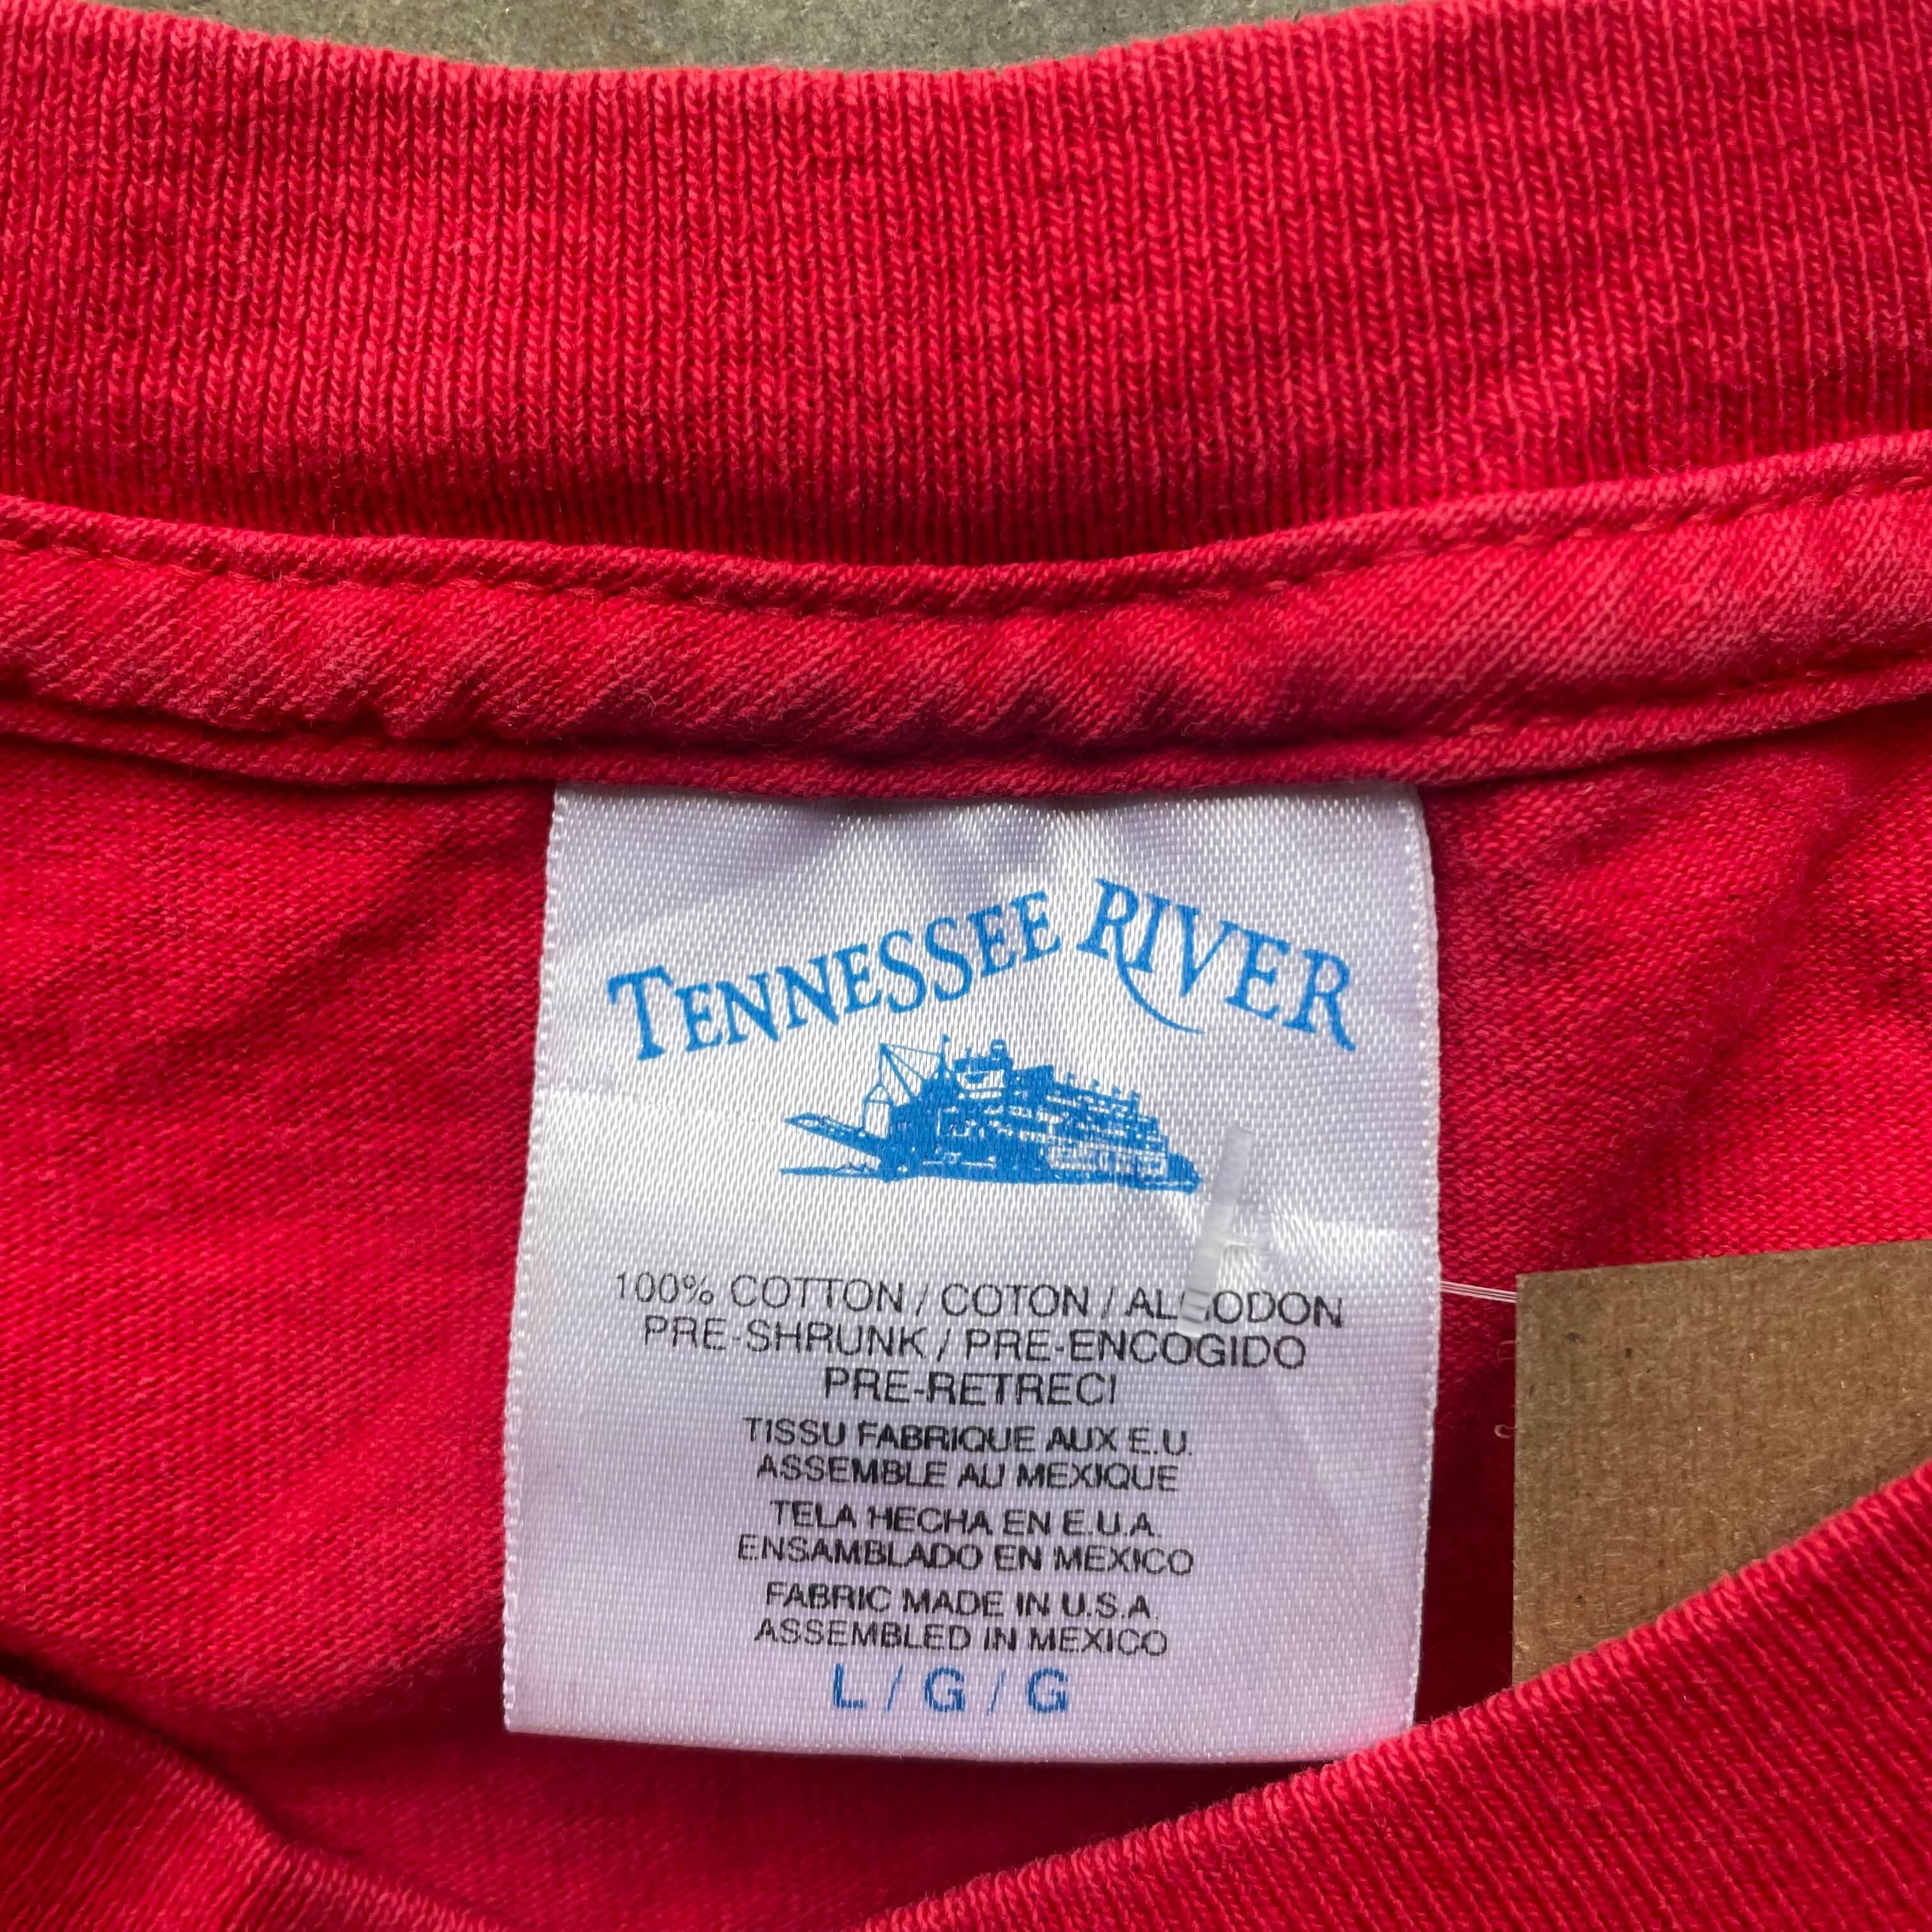 TENNESSEE RIVER
100% COTTON / COTON / ALGODON
PRE-SHRUNK / PRE-ENCOGIDO
PRE-RETRECI
TISSU FABRIQUE AUX E.U.
ASSEMBLE AU MEXIQUE
TELA HECHA EN E.U.A.
ENSAMBLADO EN MEXICO
FABRIC MADE IN U.S.A.
ASSEMBLED IN MEXICO
L / G / G